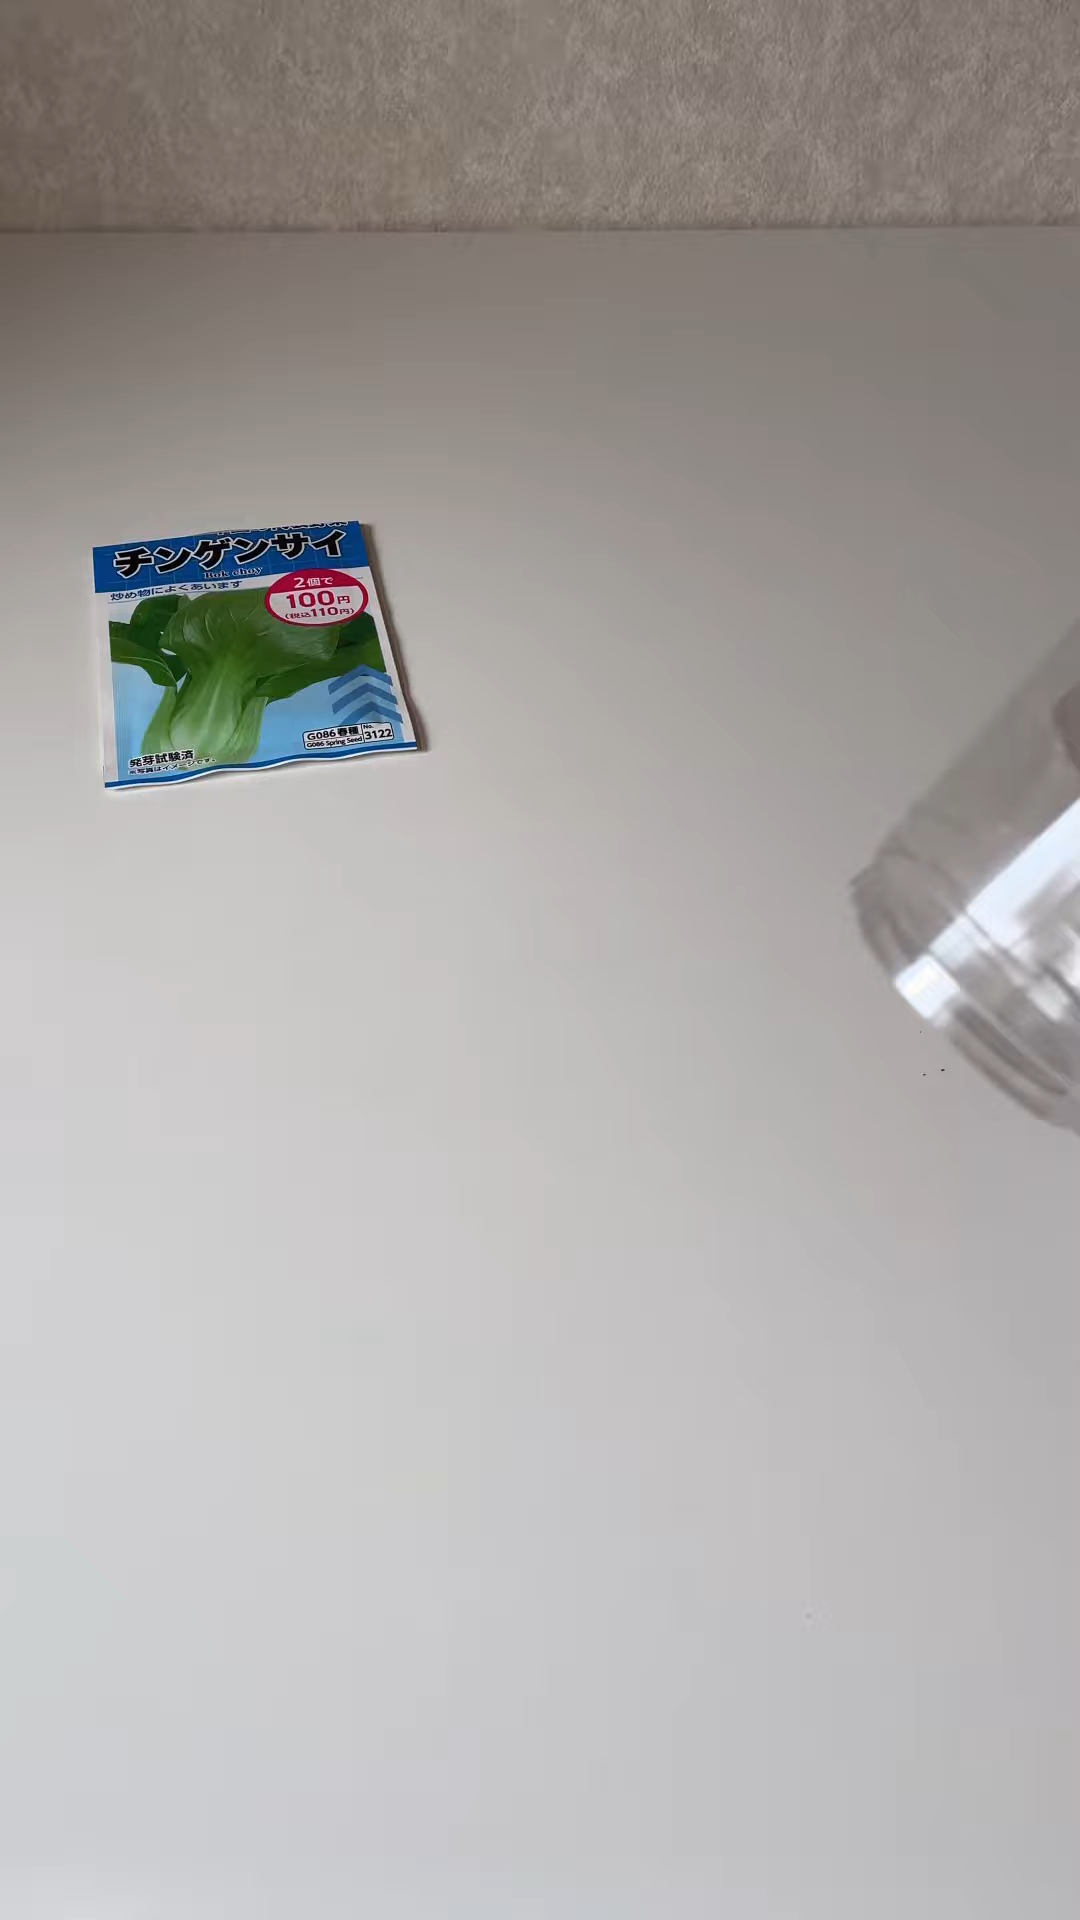 チンゲンサイ
Bok choy
炒め物によくあいます
2個で
100円
(税込110円)
G086 春種
G086 Spring Seed
No.
3122
発芽試験済
※写真はイメージです。